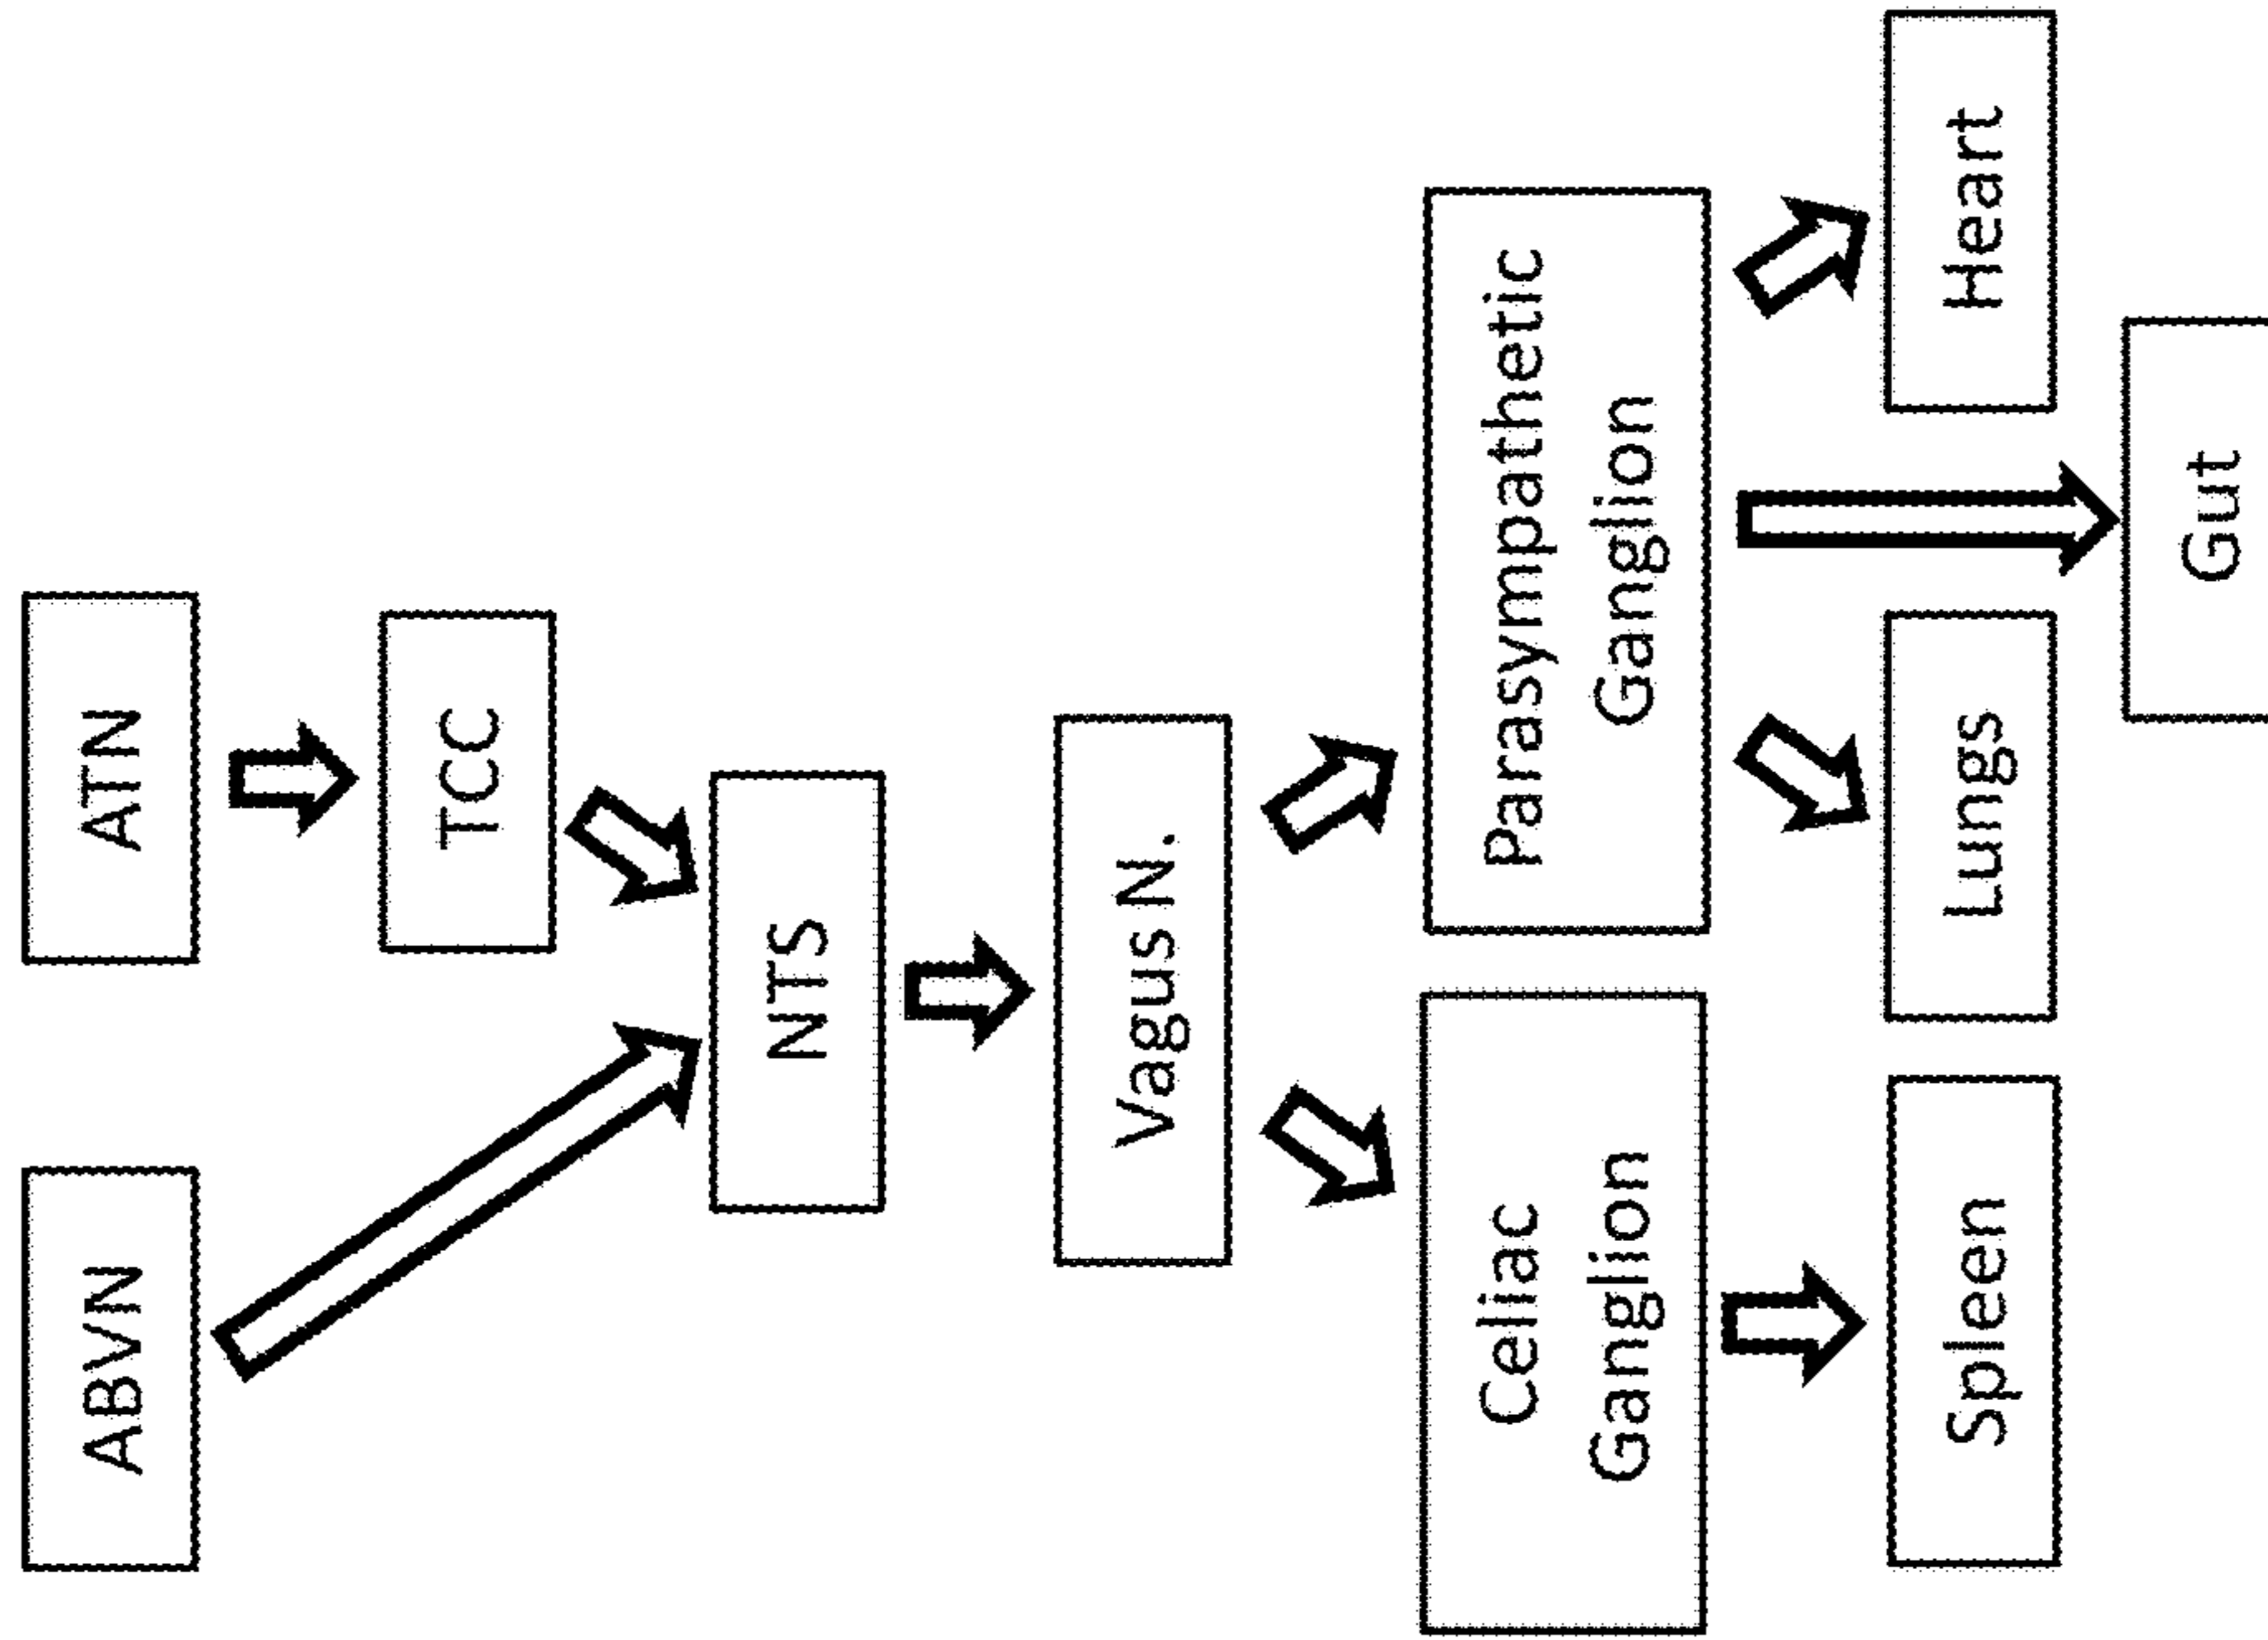 ABVN
ATN
TCC
NTS
Vagus N.
Celiac
Ganglion
Parasympathetic
Ganglion
Spleen
Lungs
Heart
Gut